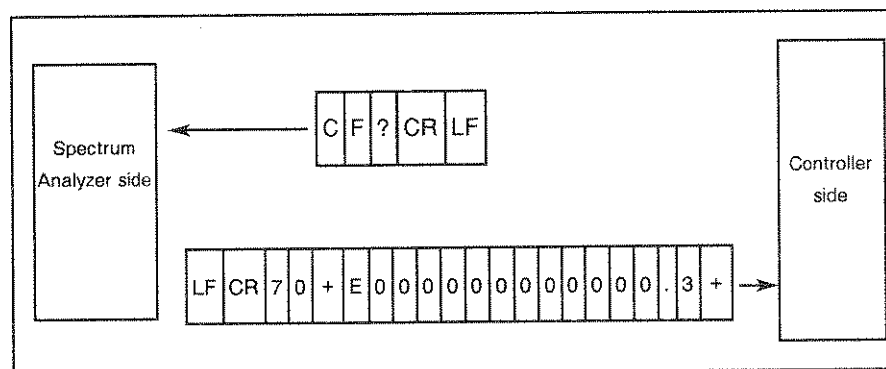 C F ? CR LF
Spectrum
Analyzer side
Controller
side
LF CR 7 0 + E 0 0 0 0 0 0 0 0 0 0 0 0 . 3 +